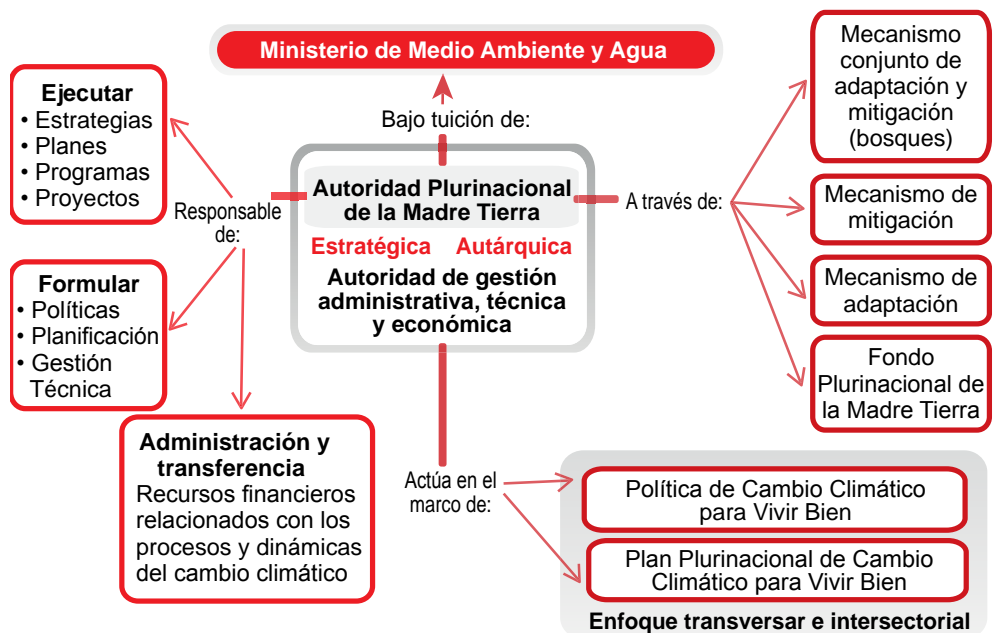 Ministerio de Medio Ambiente y Agua
Bajo tuición de:
Ejecutar
• Estrategias
• Planes
• Programas
• Proyectos
Responsable
de:
Formular
• Políticas
• Planificación
• Gestión
Técnica
Administración y
transferencia
Recursos financieros
relacionados con los
procesos y dinámicas
del cambio climático
Autoridad Plurinacional
de la Madre Tierra
Estratégica Autárquica
Autoridad de gestión
administrativa, técnica
y económica
A través de:
Mecanismo
conjunto de
adaptación y
mitigación
(bosques)
Mecanismo de
mitigación
Mecanismo de
adaptación
Fondo
Plurinacional de
la Madre Tierra
Actúa en el
marco de:
Política de Cambio Climático
para Vivir Bien
Plan Plurinacional de Cambio
Climático para Vivir Bien
Enfoque transversar e intersectorial